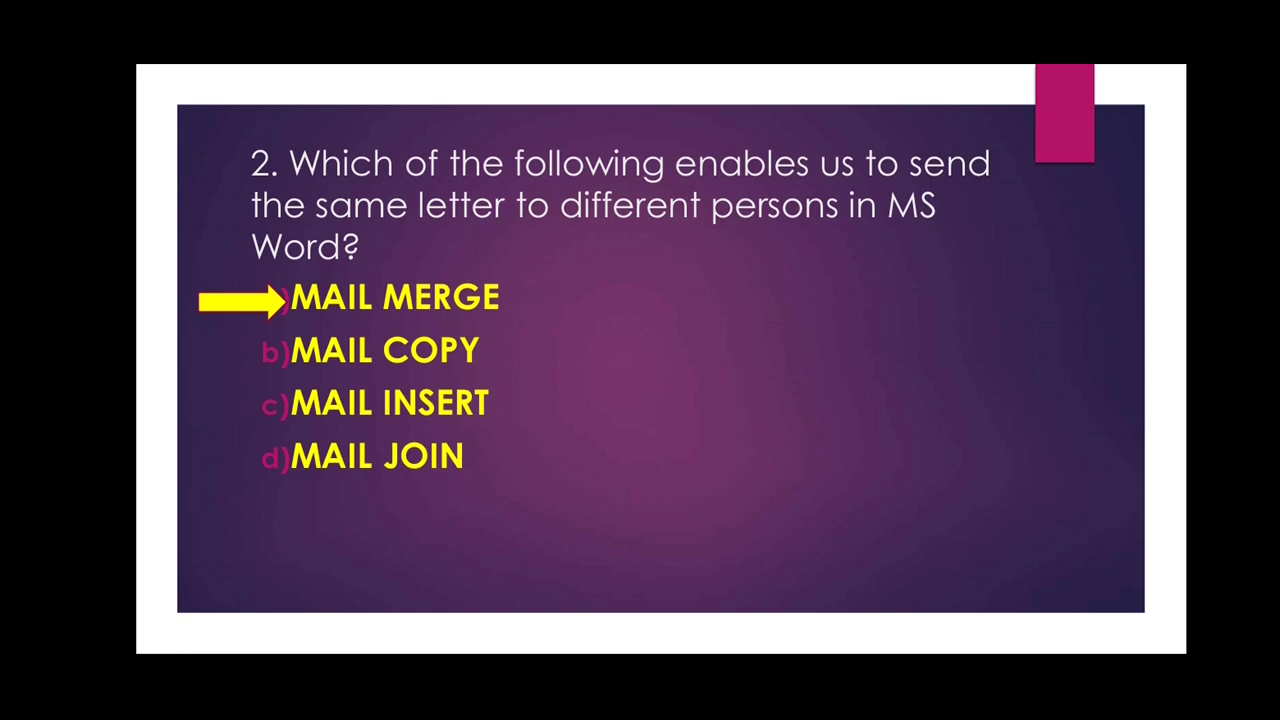 2. Which of the following enables us to send
the same letter to different persons in MS
Word?
)MAIL MERGE
b)MAIL COPY
c)MAIL INSERT
d)MAIL JOIN